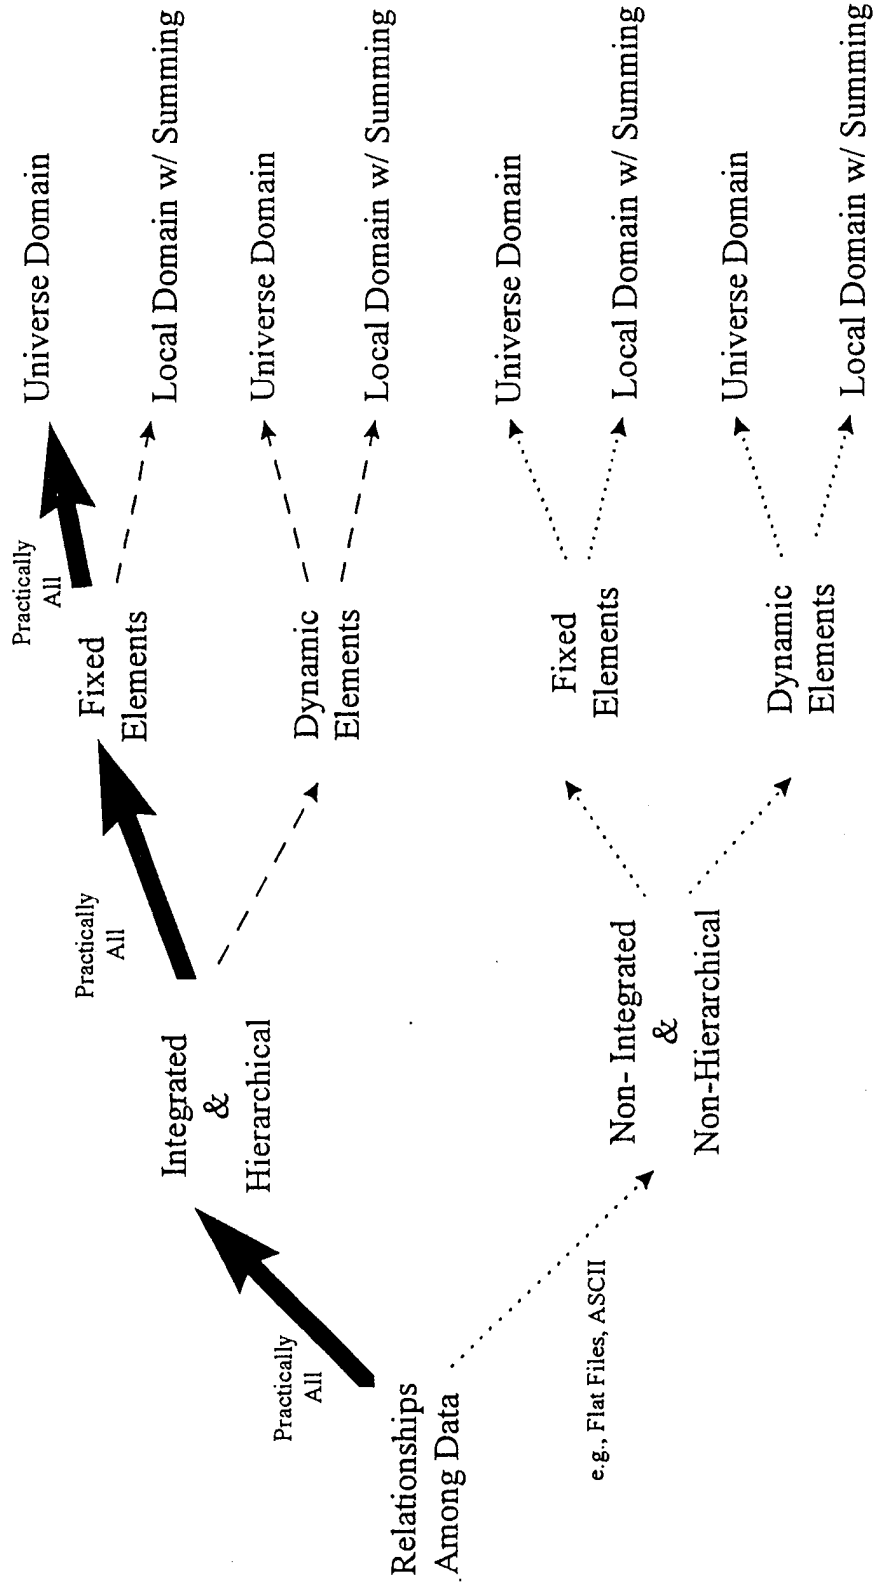 Relationships
Among Data
Practically
All
e.g., Flat Files, ASCII
Integrated
&
Hierarchical
Non- Integrated
&
Non-Hierarchical
Practically
All
Fixed
Elements
Dynamic
Elements
Fixed
Elements
Dynamic
Elements
Practically
All
Universe Domain
Local Domain w/ Summing
Universe Domain
Local Domain w/ Summing
Universe Domain
Local Domain w/ Summing
Universe Domain
Local Domain w/ Summing